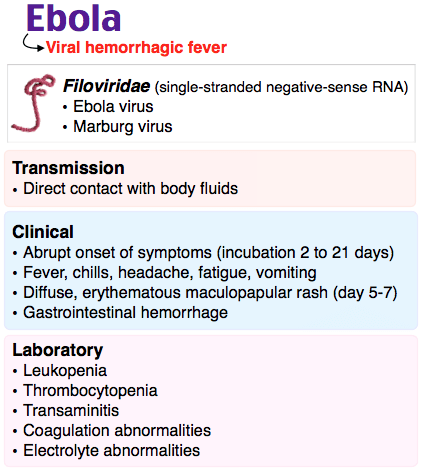 Ebola
Viral hemorrhagic fever
Filoviridae (single-stranded negative-sense RNA)
• Ebola virus
• Marburg virus
Transmission
• Direct contact with body fluids
Clinical
• Abrupt onset of symptoms (incubation 2 to 21 days)
• Fever, chills, headache, fatigue, vomiting
• Diffuse, erythematous maculopapular rash (day 5-7)
• Gastrointestinal hemorrhage
Laboratory
• Leukopenia
• Thrombocytopenia
• Transaminitis
• Coagulation abnormalities
• Electrolyte abnormalities